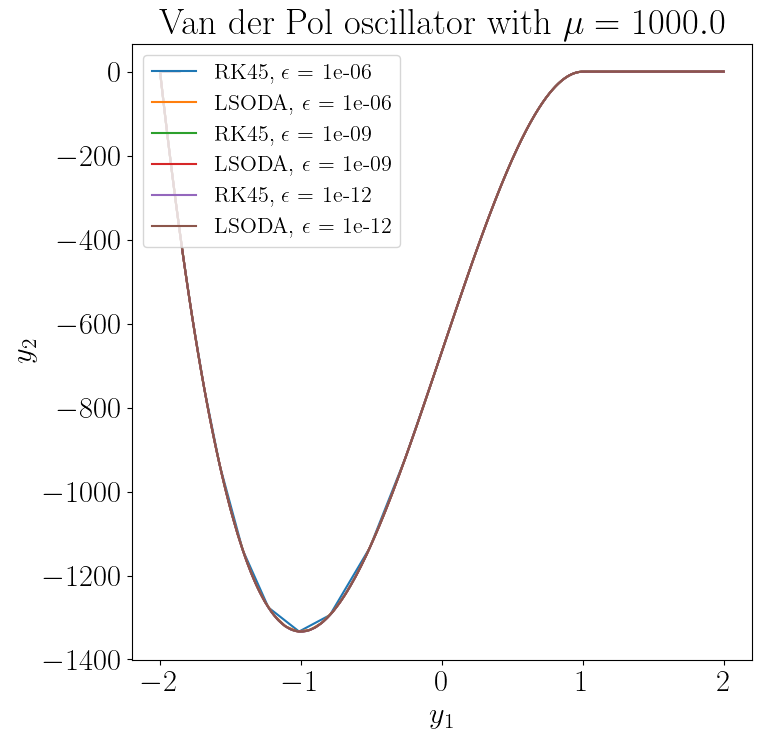 Van der Pol oscillator with μ = 1000.0
RK45, ϵ = 1e-06
LSODA, ϵ = 1e-06
RK45, ϵ = 1e-09
LSODA, ϵ = 1e-09
RK45, ϵ = 1e-12
LSODA, ϵ = 1e-12
0
−200
−400
−600
−800
−1000
−1200
−1400
y₂
−2 −1 0 1 2
y₁